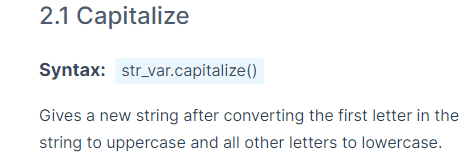 2.1 Capitalize
Syntax: str_var.capitalize()
Gives a new string after converting the first letter in the
string to uppercase and all other letters to lowercase.